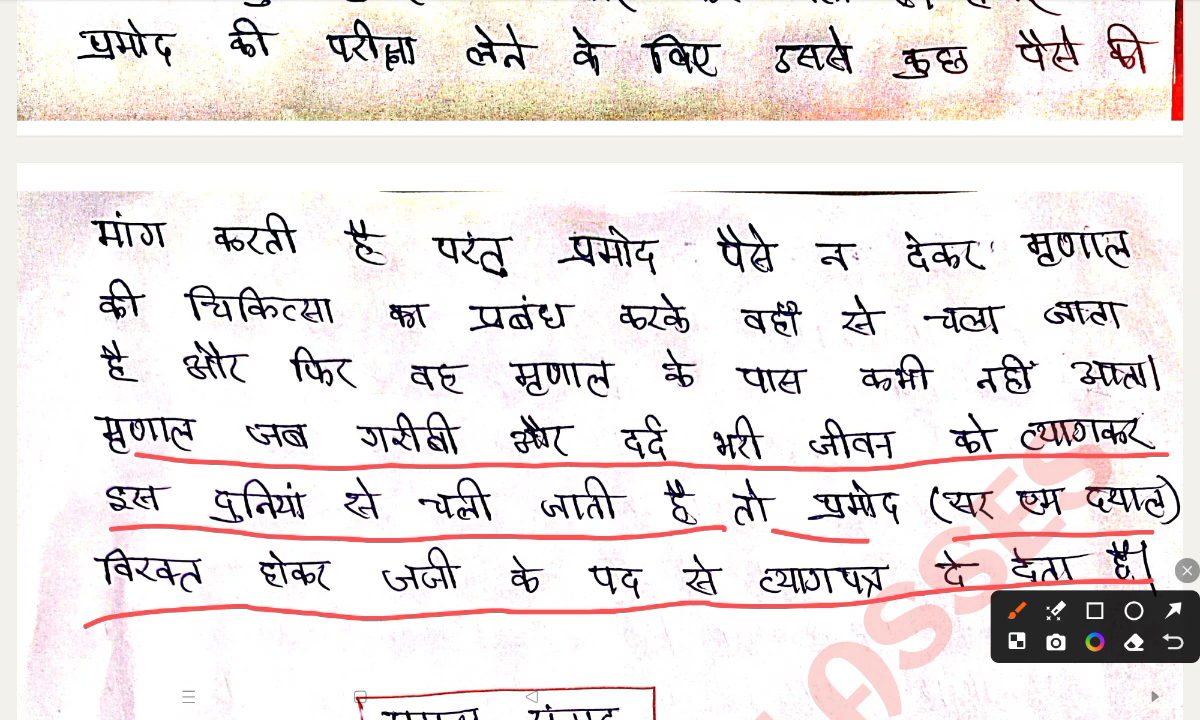 प्रमोद की परीक्षा लेने के लिए उससे कुछ पैसे की
मांग करती है परंतु प्रमोद पैसे न देकर मृणाल
की चिकित्सा का प्रबंध करके वहाँ से चला जाता
है और फिर वह मृणाल के पास कभी नहीं आता।
मृणाल जब गरीबी और दर्द भरी जीवन को त्यागकर
इस दुनियां से चली जाती है तो प्रमोद (सर एम दयाल)
विरक्त होकर जजी के पद से त्यागपत्र दे देता है।
ASSES